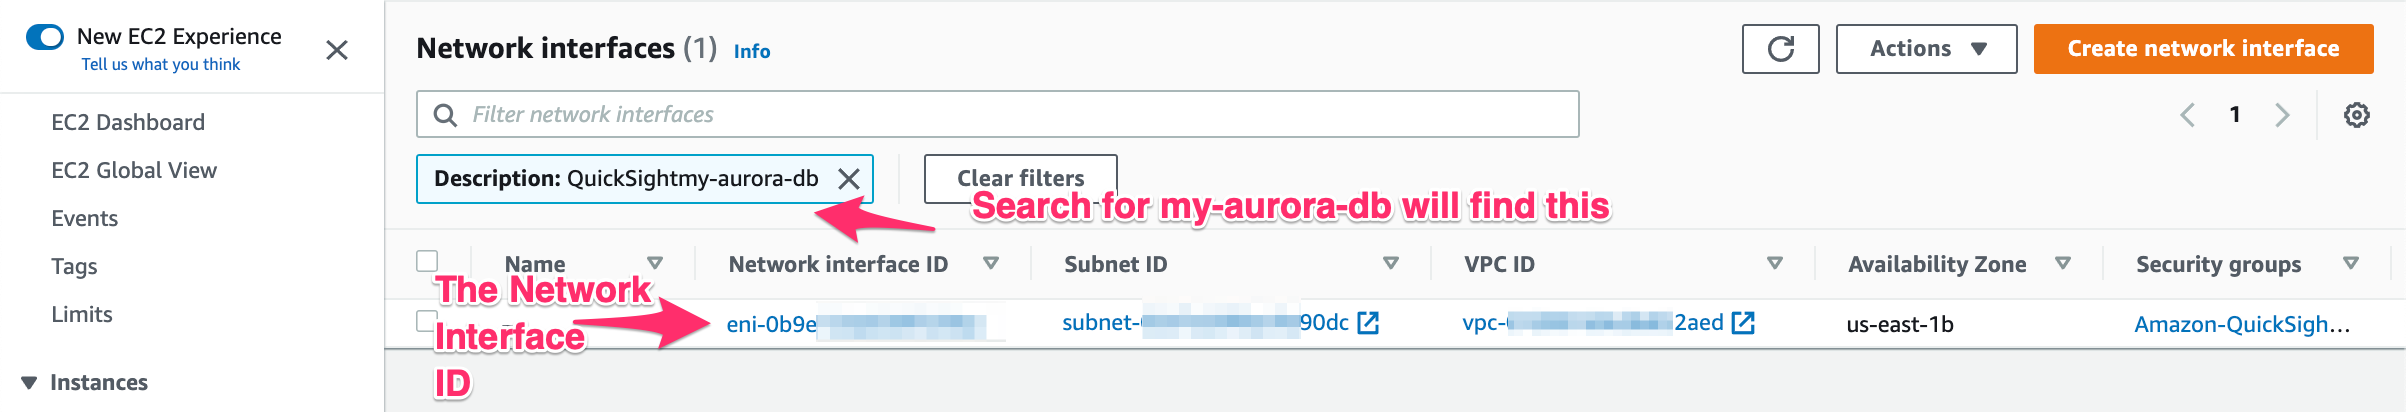 New EC2 Experience
Tell us what you think
EC2 Dashboard
EC2 Global View
Events
Tags
Limits
Instances
Network interfaces (1) Info
Actions
Create network interface
Filter network interfaces
1
Description: QuickSightmy-aurora-db
Clear filters
Search for my-aurora-db will find this
Name
Network interface ID
Subnet ID
VPC ID
Availability Zone
Security groups
The Network
Interface
ID
eni-0b9e
subnet- 90dc
vpc- 2aed
us-east-1b
Amazon-QuickSigh...